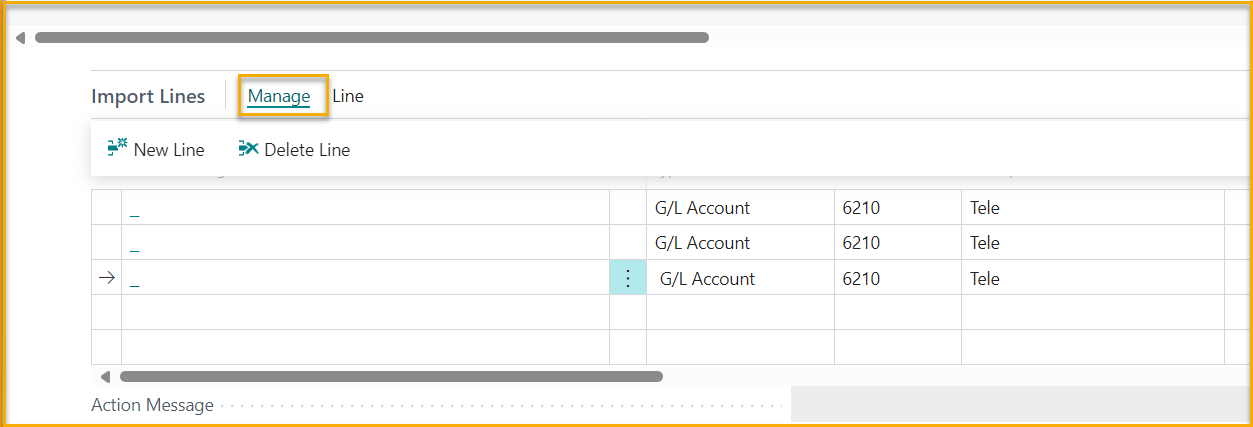 Import Lines Manage Line
New Line Delete Line
_ G/L Account 6210 Tele
_ G/L Account 6210 Tele
_ G/L Account 6210 Tele
Action Message